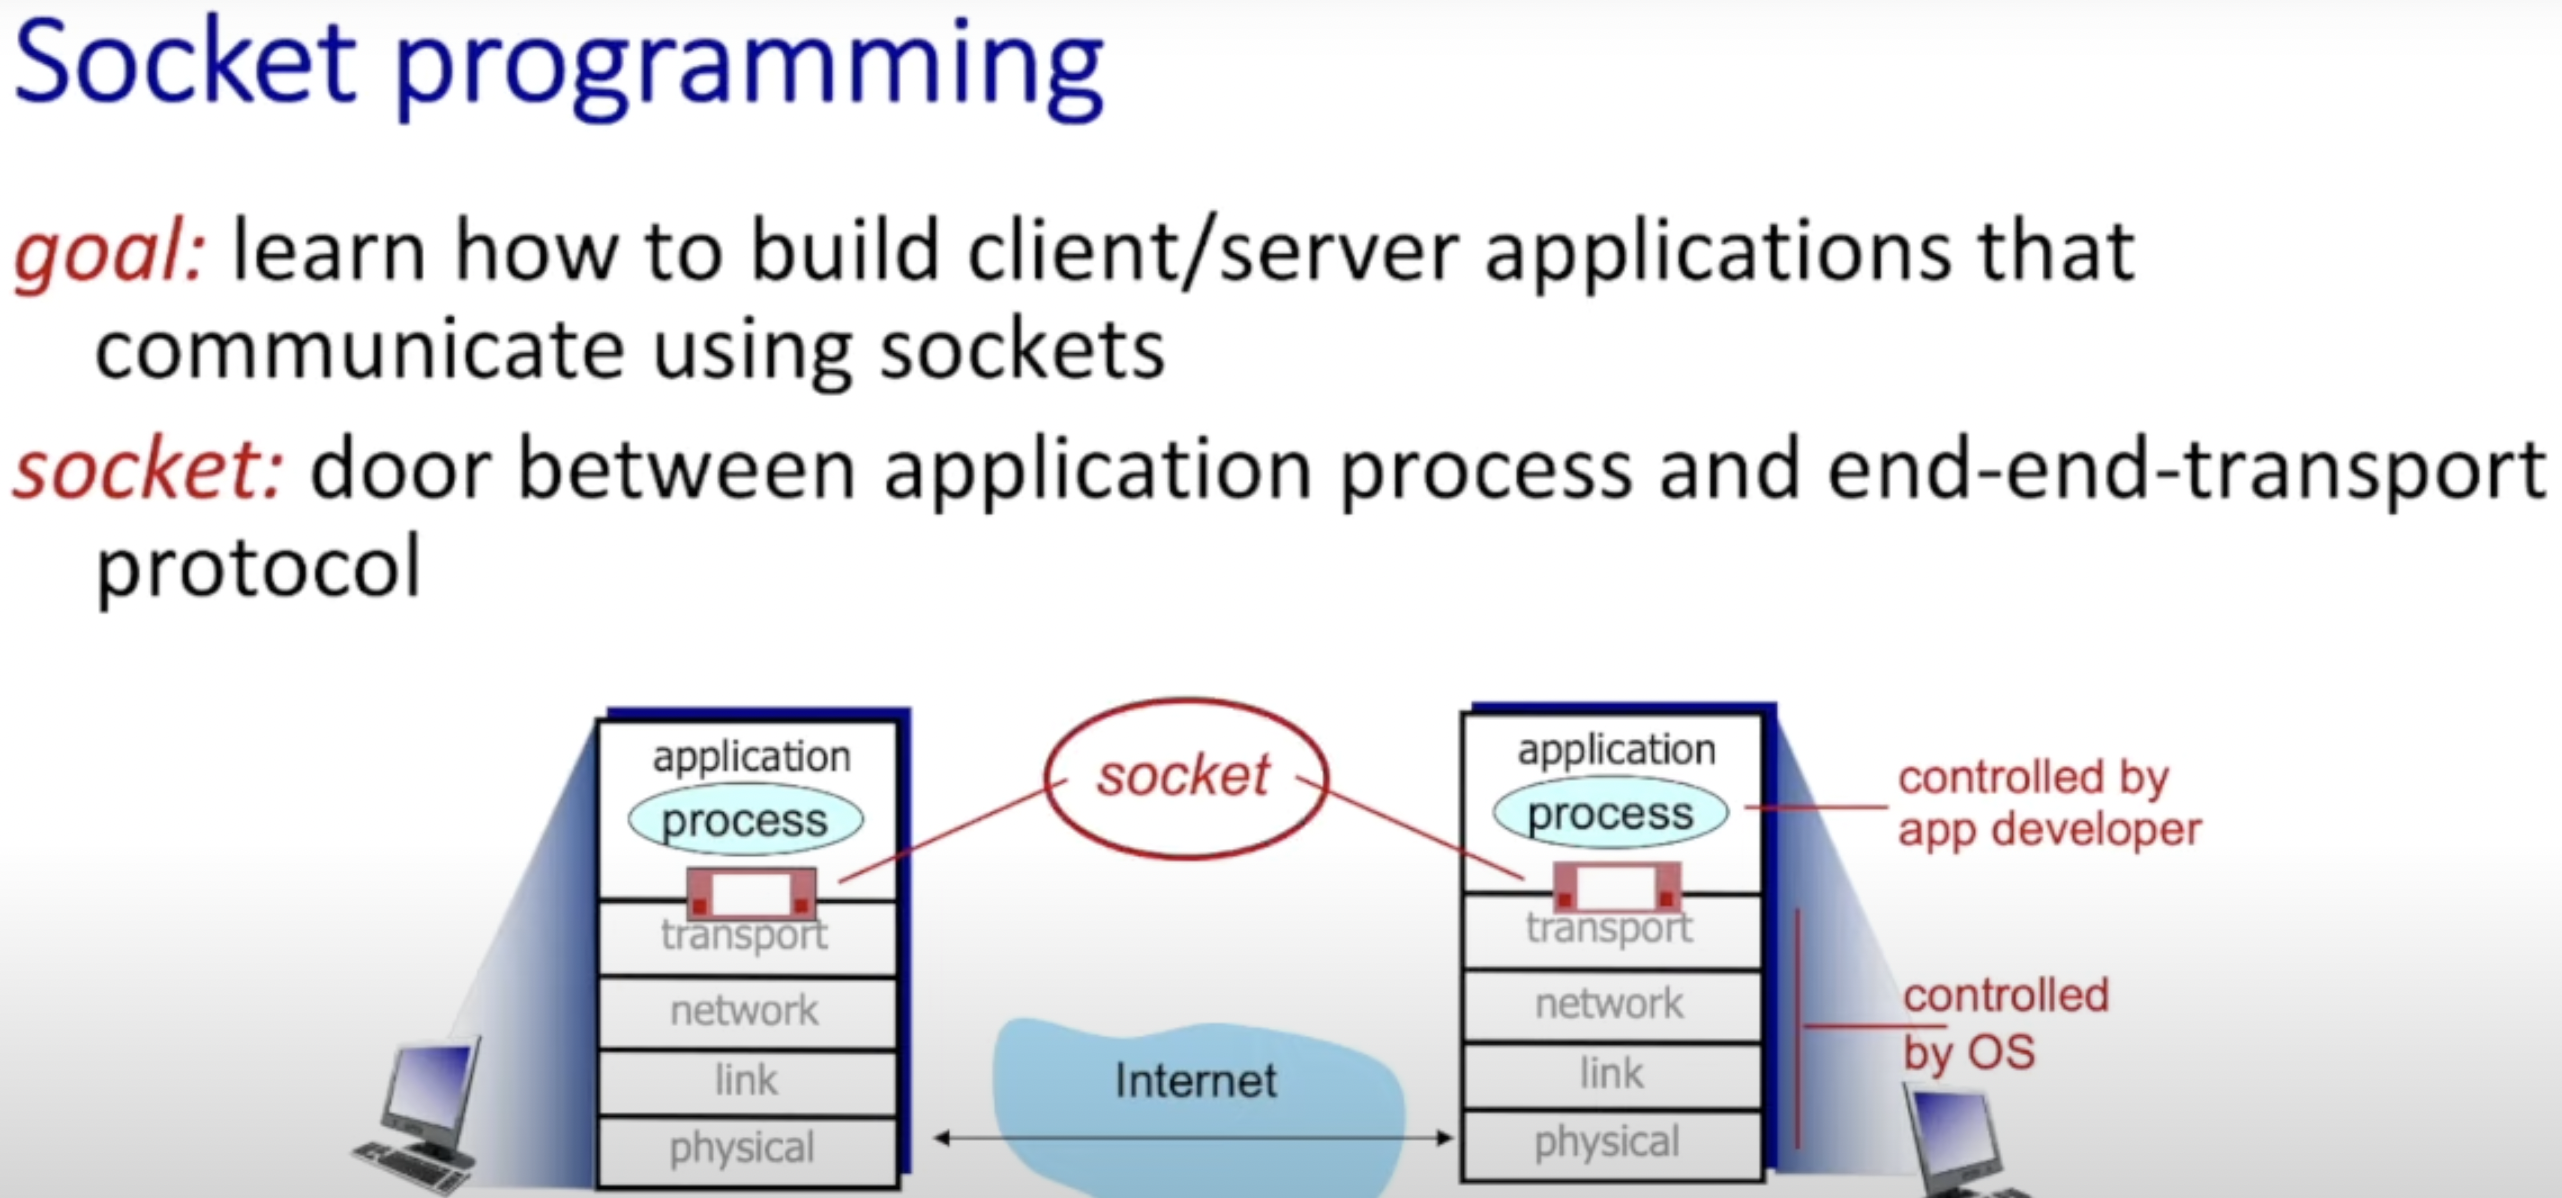 Socket programming
goal: learn how to build client/server applications that
communicate using sockets
socket: door between application process and end-end-transport
protocol
application
process
transport
network
link
physical
socket
Internet
application
process
transport
network
link
physical
controlled by
app developer
controlled
by OS